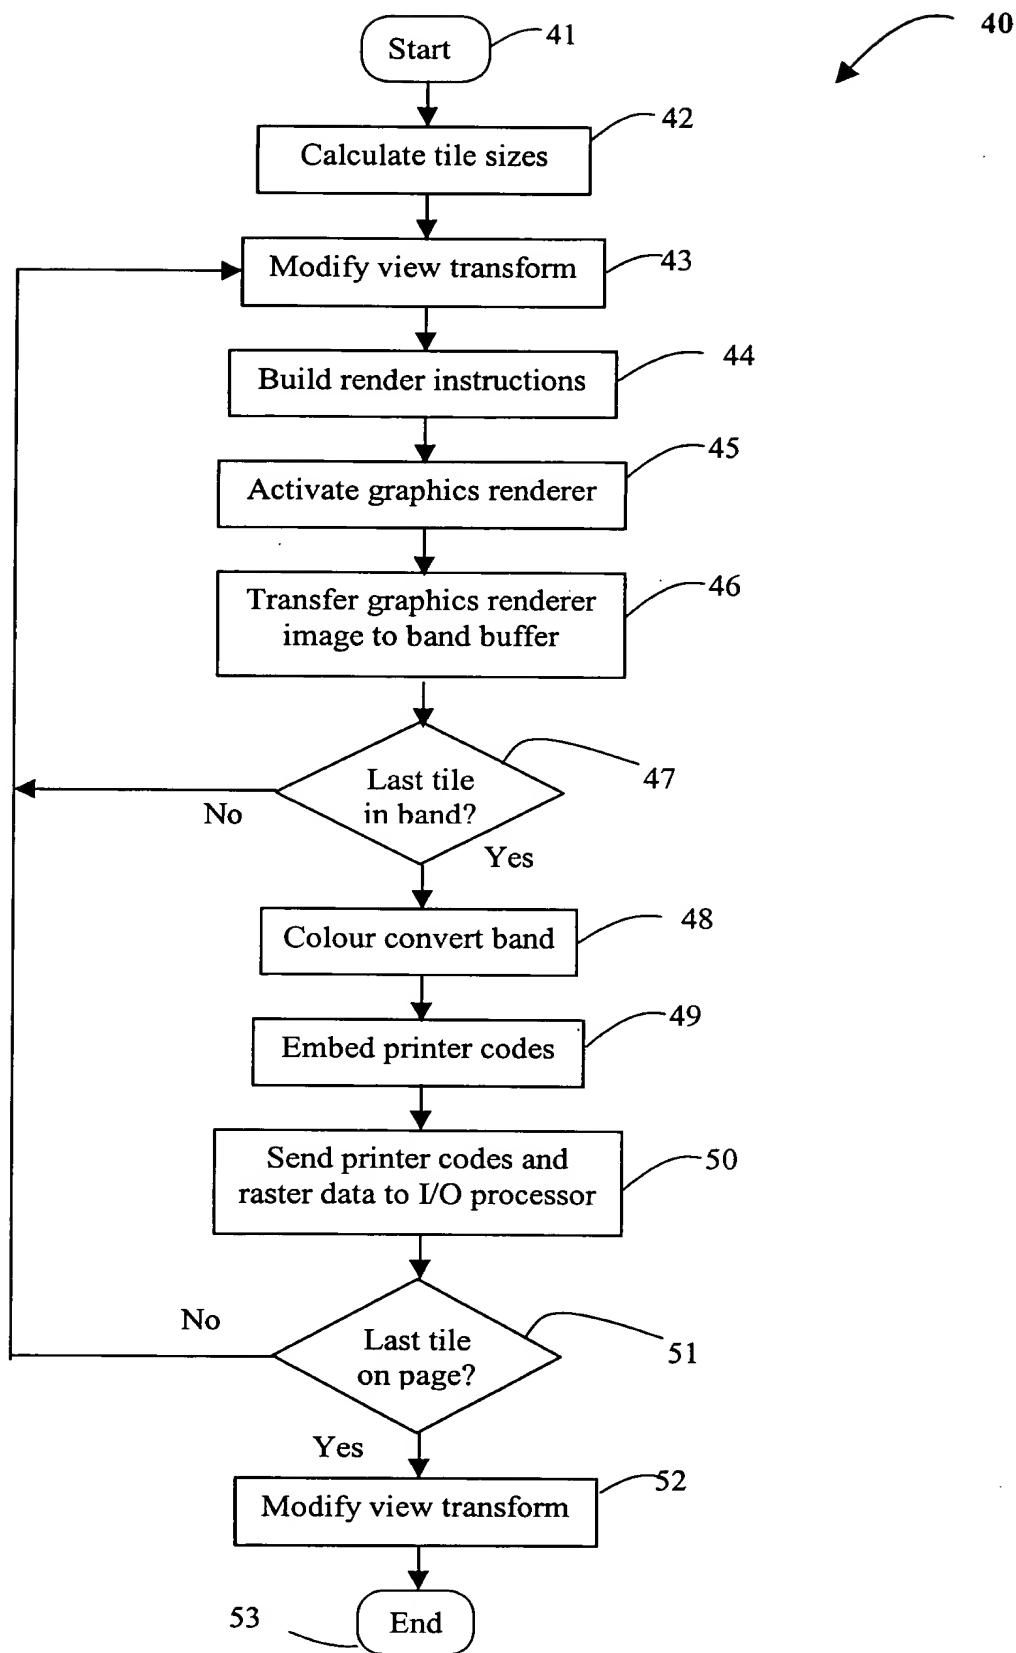 40
Start
41
Calculate tile sizes
42
Modify view transform
43
Build render instructions
44
Activate graphics renderer
45
Transfer graphics renderer
image to band buffer
46
Last tile
in band?
47
No
Yes
Colour convert band
48
Embed printer codes
49
Send printer codes and
raster data to I/O processor
50
Last tile
on page?
51
No
Yes
Modify view transform
52
End
53